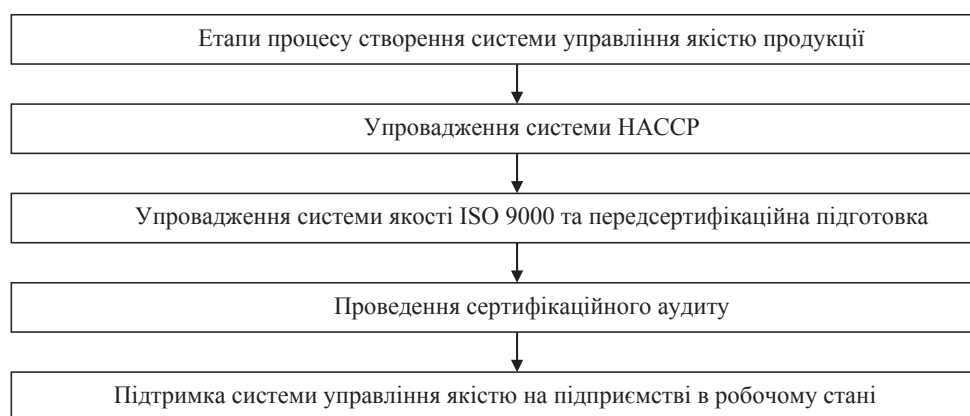 Етапи процесу створення системи управління якістю продукції
Упровадження системи НАССР
Упровадження системи якості ISO 9000 та передсертифікаційна підготовка
Проведення сертифікаційного аудиту
Підтримка системи управління якістю на підприємстві в робочому стані